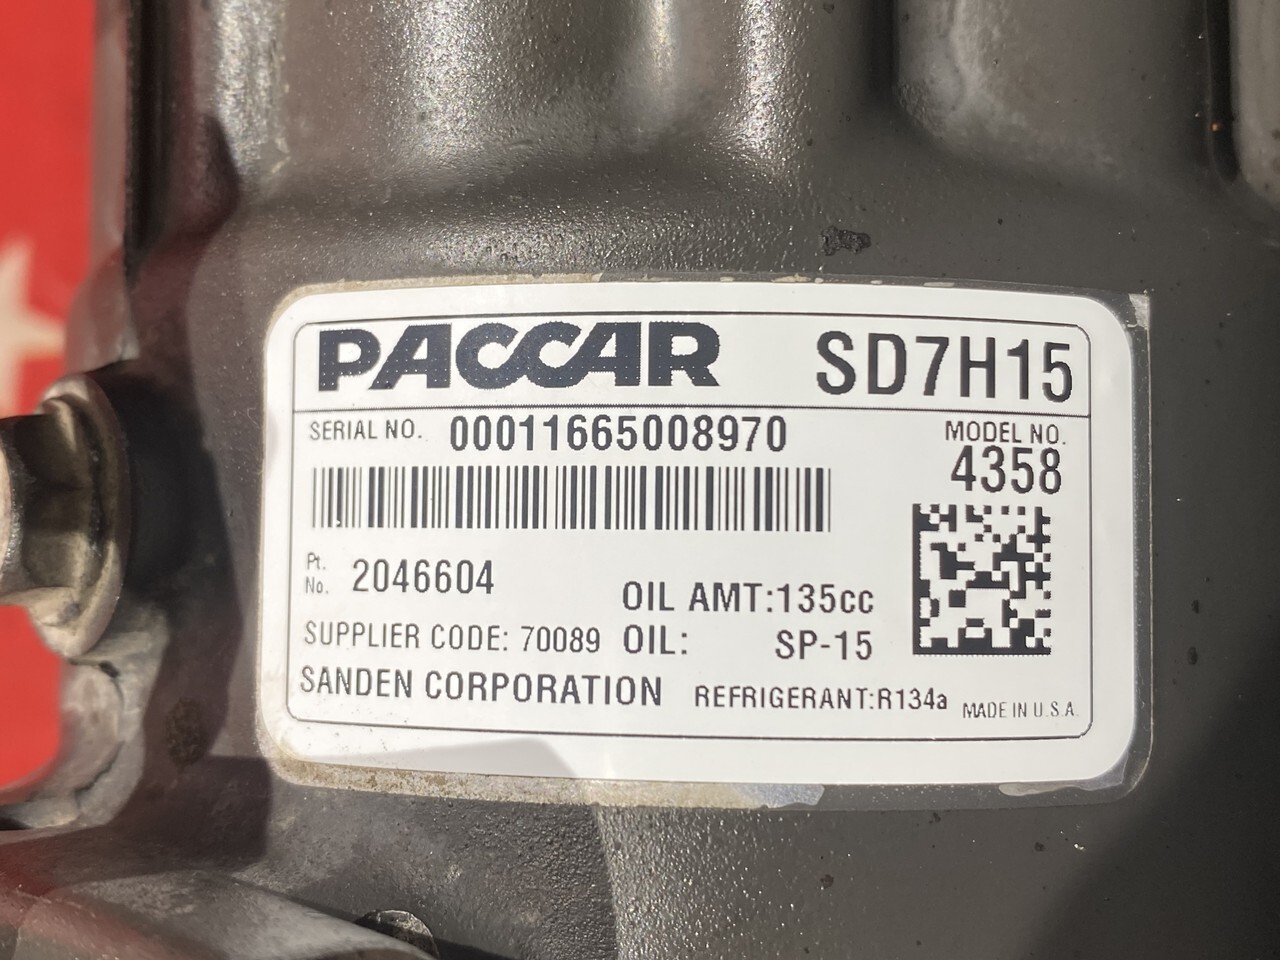 PACCAR SD7H15
SERIAL NO. 00011665008970
MODEL NO.
4358
Pt.
No. 2046604
OIL AMT:135cc
SUPPLIER CODE: 70089 OIL: SP-15
SANDEN CORPORATION REFRIGERANT:R134a MADE IN U.S.A.